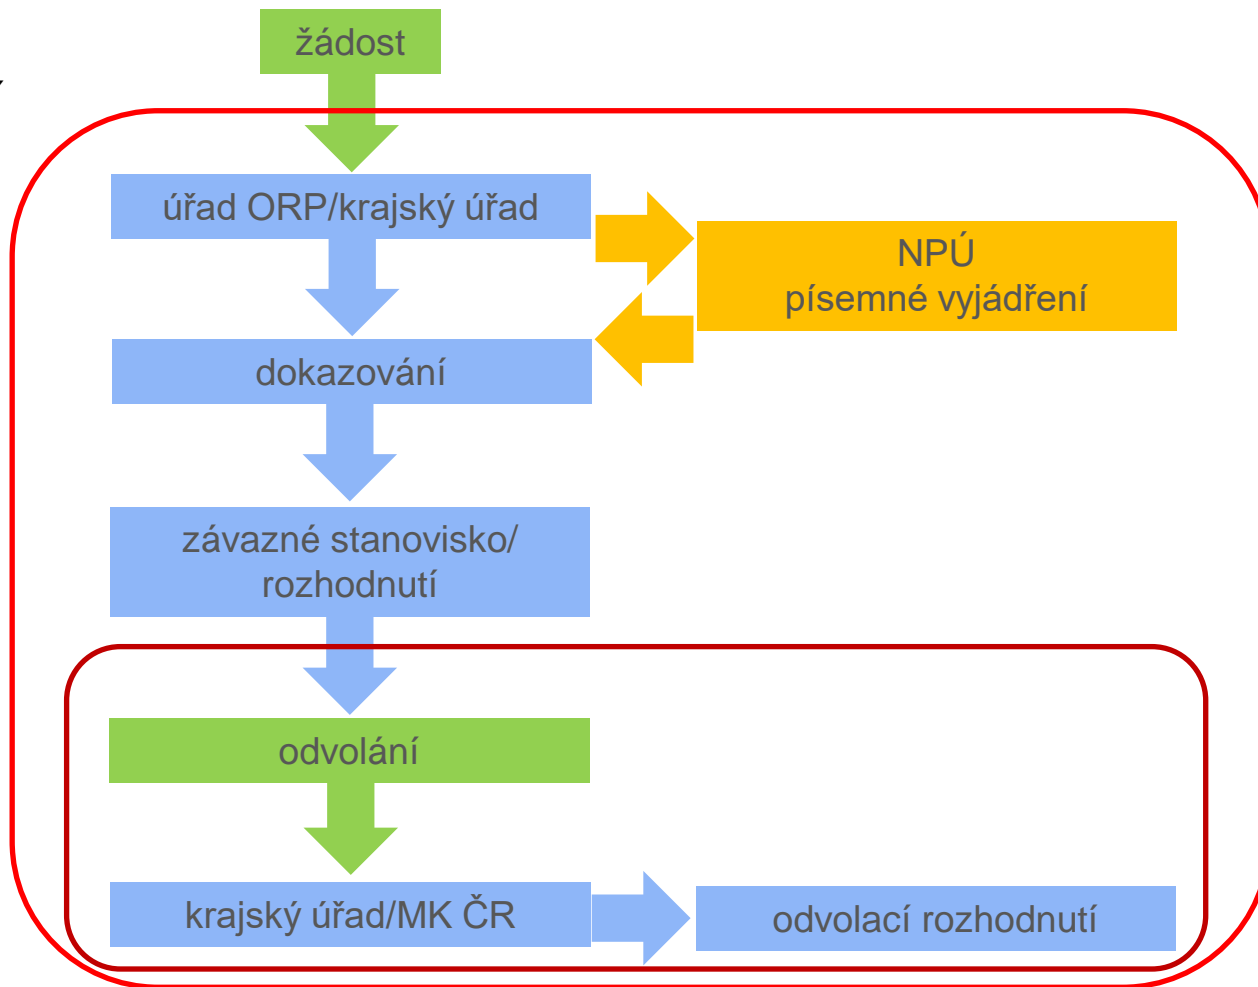 žádost
úřad ORP/krajský úřad
NPÚ
písemné vyjádření
dokazování
závazné stanovisko/
rozhodnutí
odvolání
krajský úřad/MK ČR
odvolací rozhodnutí